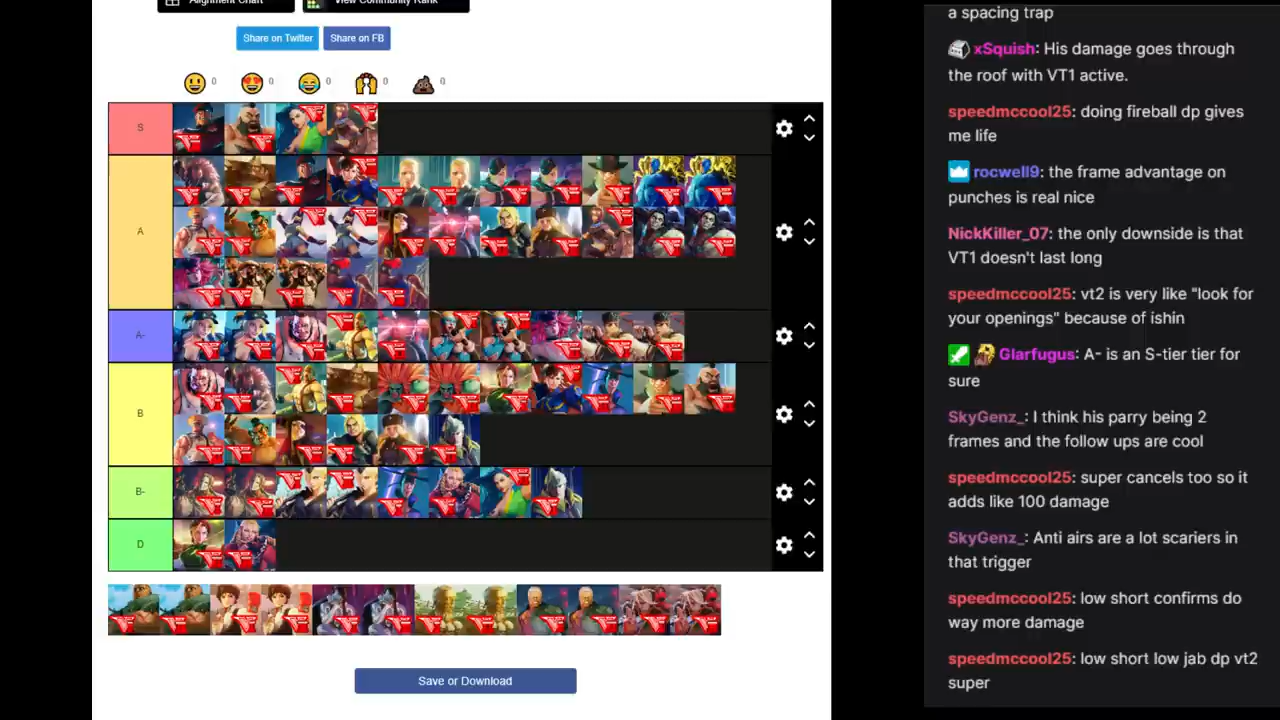 Alignment Chart
View Community Rank
Share on Twitter
Share on FB
0
0
0
0
0
S
A
A-
B
B-
D
Save or Download
a spacing trap
xSquish: His damage goes through
the roof with VT1 active.
speedmccool25: doing fireball dp gives
me life
rocwell9: the frame advantage on
punches is real nice
NickKiller_07: the only downside is that
VT1 doesn't last long
speedmccool25: vt2 is very like "look for
your openings" because of ishin
Glarfugus: A- is an S-tier tier for
sure
SkyGenz_: I think his parry being 2
frames and the follow ups are cool
speedmccool25: super cancels too so it
adds like 100 damage
SkyGenz_: Anti airs are a lot scariers in
that trigger
speedmccool25: low short confirms do
way more damage
speedmccool25: low short low jab dp vt2
super